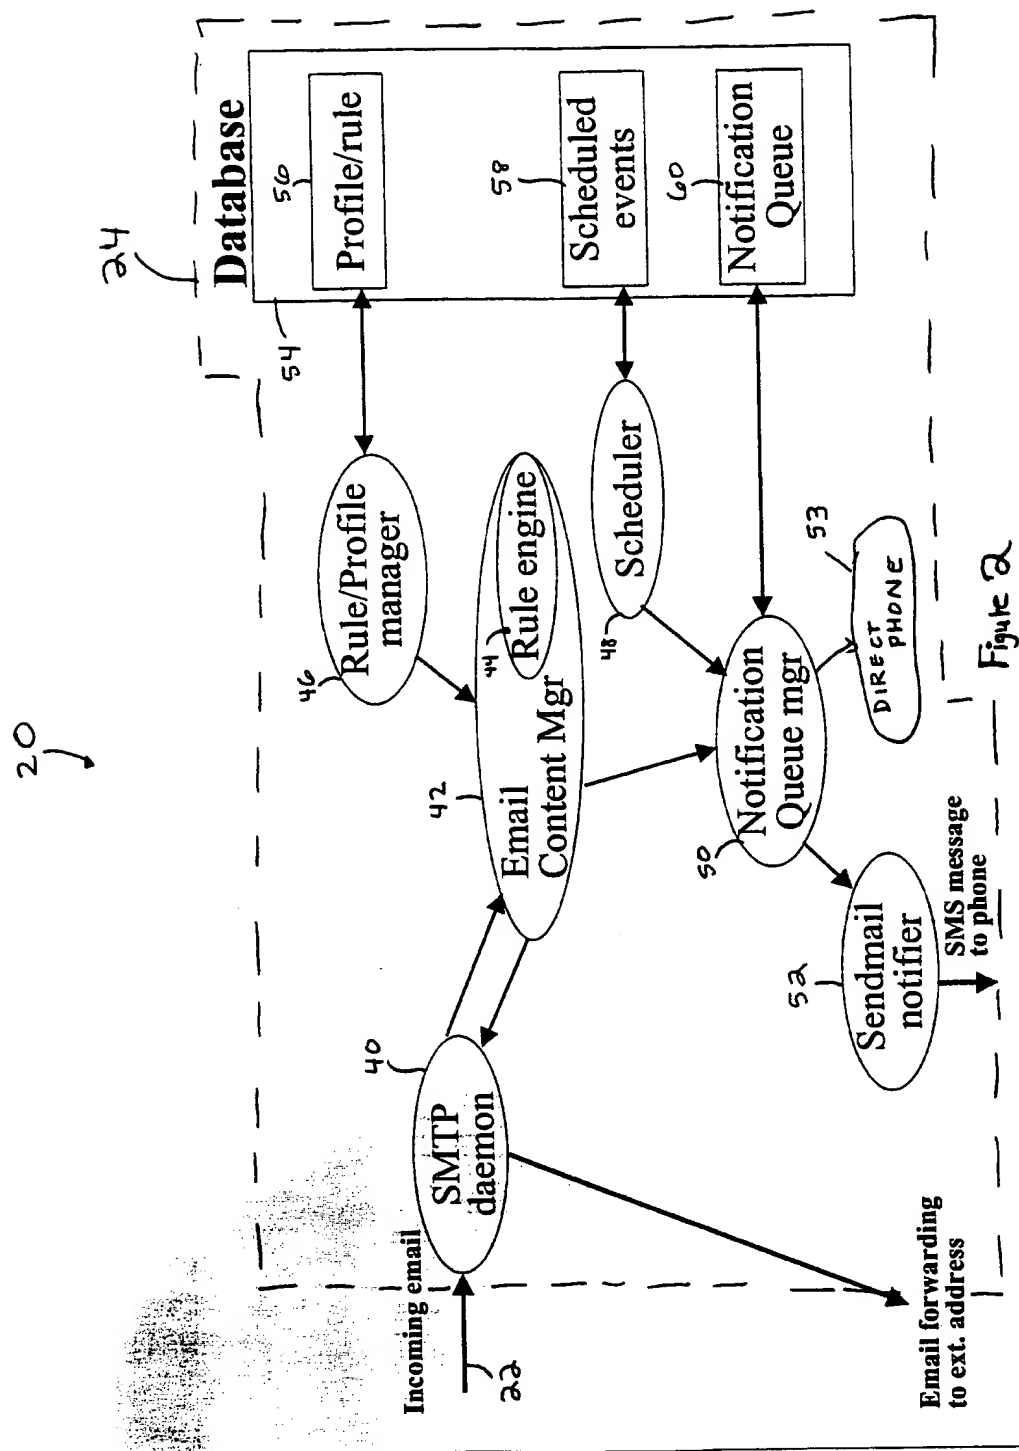 20
24
Database
54
56
Profile/rule
58
Scheduled
events
60
Notification
Queue
46
Rule/Profile
manager
42
Email
Content Mgr
44
Rule engine
48
Scheduler
40
SMTP
daemon
Incoming email
22
50
Notification
Queue mgr
53
DIRECT
PHONE
52
Sendmail
notifier
SMS message
to phone
Email forwarding
to ext. address
Figure 2